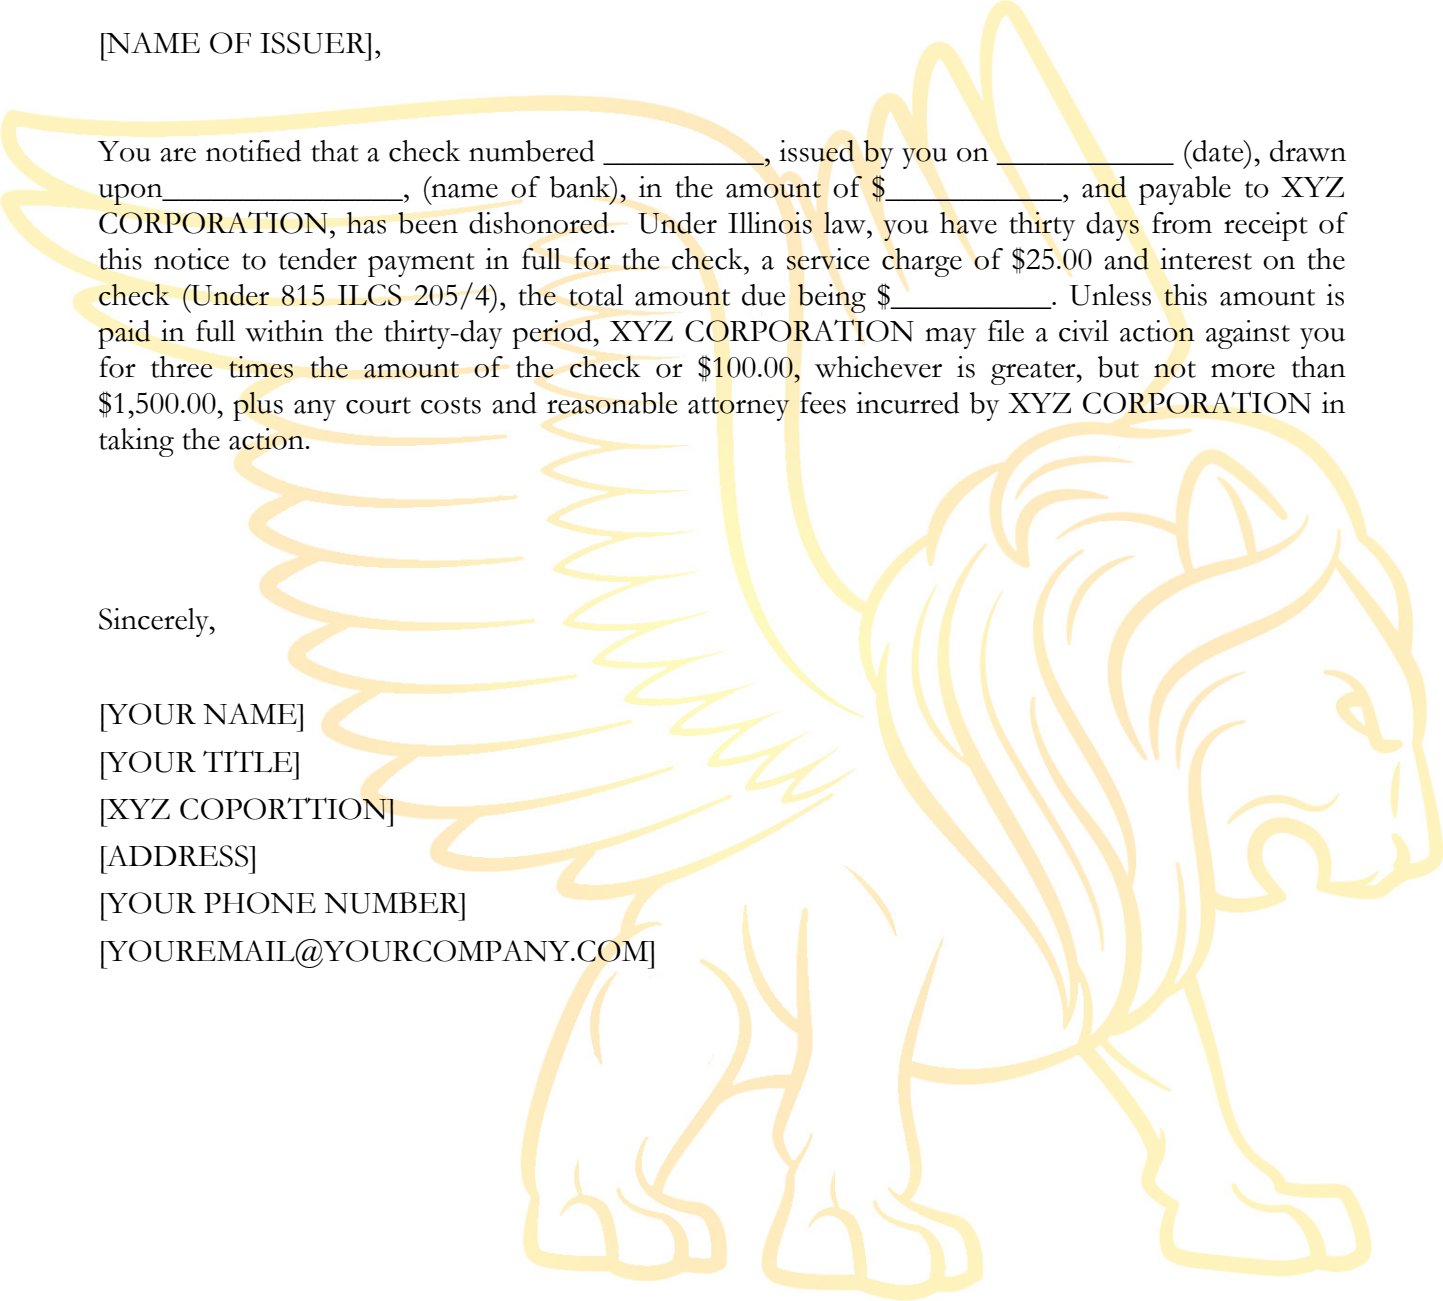 [NAME OF ISSUER],
You are notified that a check numbered __________, issued by you on ___________ (date), drawn
upon_______________, (name of bank), in the amount of $___________, and payable to XYZ
CORPORATION, has been dishonored.  Under Illinois law, you have thirty days from receipt of
this notice to tender payment in full for the check, a service charge of $25.00 and interest on the
check (Under 815 ILCS 205/4), the total amount due being $__________. Unless this amount is
paid in full within the thirty-day period, XYZ CORPORATION may file a civil action against you
for three times the amount of the check or $100.00, whichever is greater, but not more than
$1,500.00, plus any court costs and reasonable attorney fees incurred by XYZ CORPORATION in
taking the action.
Sincerely,
[YOUR NAME]
[YOUR TITLE]
[XYZ COPORTTION]
[ADDRESS]
[YOUR PHONE NUMBER]
[YOUREMAIL@YOURCOMPANY.COM]